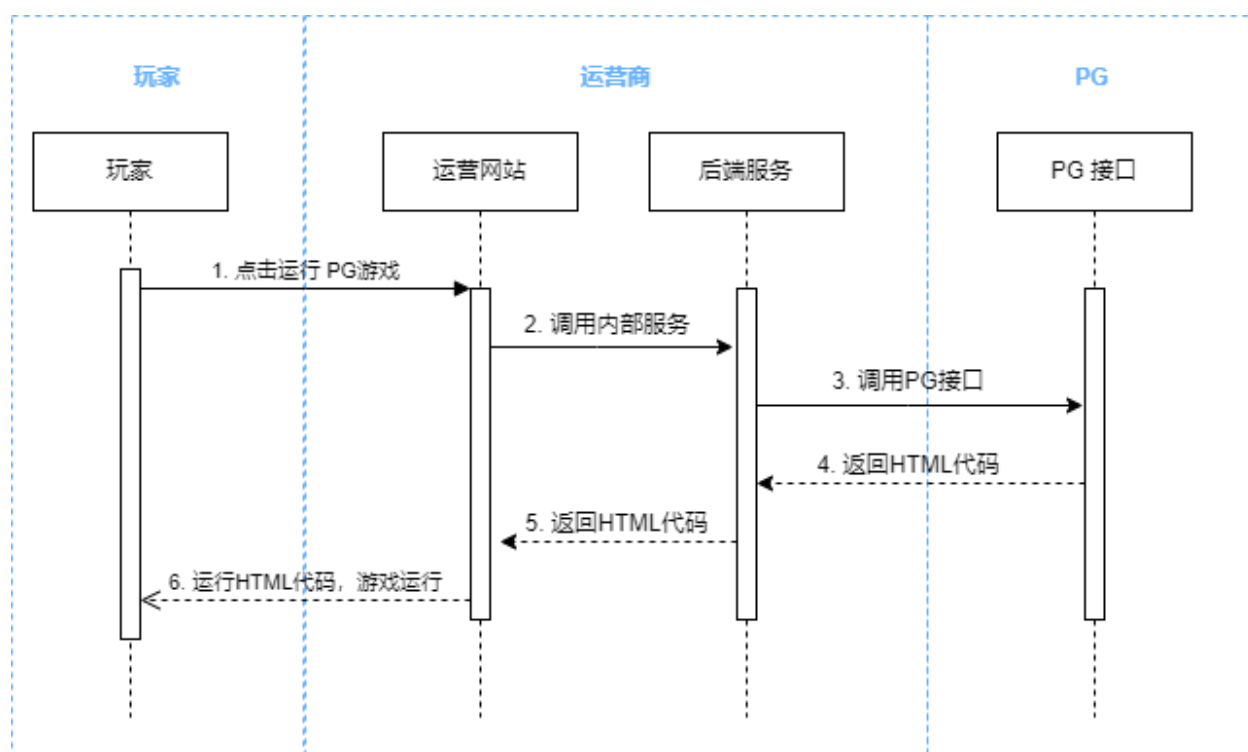 玩家
运营商
PG
玩家
运营网站
后端服务
PG 接口
1. 点击运行 PG游戏
2. 调用内部服务
3. 调用PG接口
4. 返回HTML代码
5. 返回HTML代码
6. 运行HTML代码，游戏运行